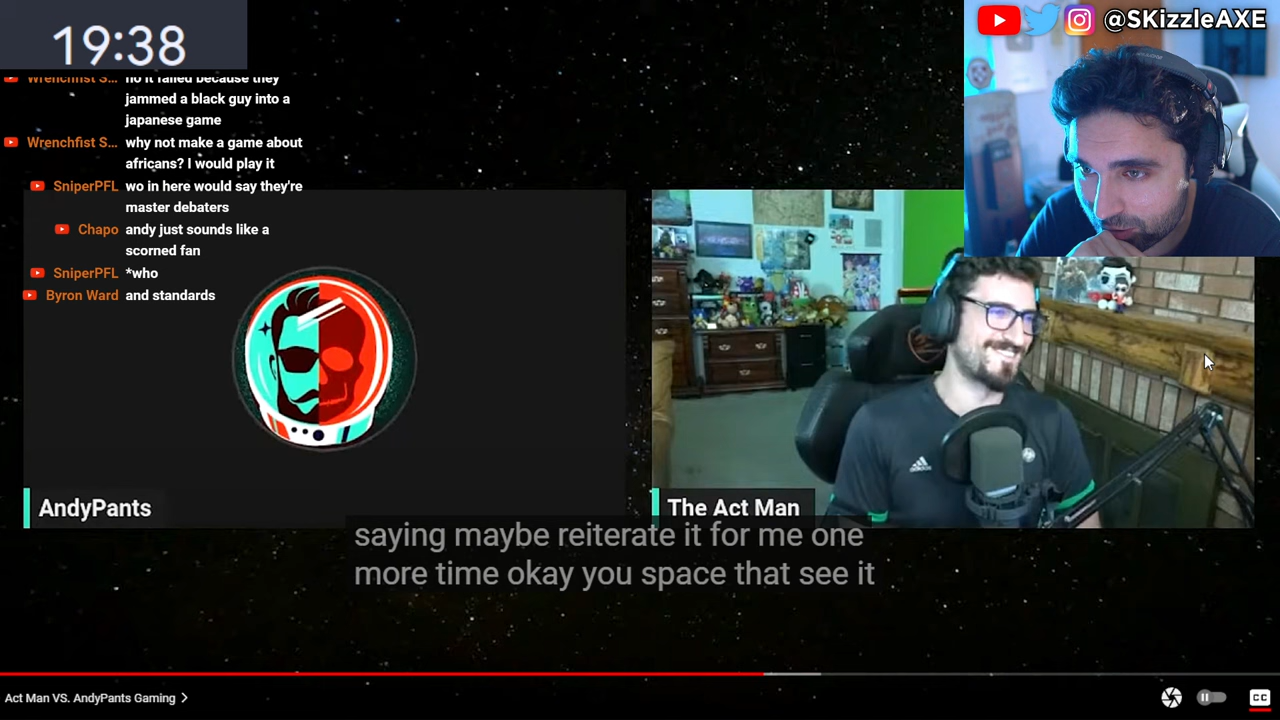 19:38
@SKizzleAXE
Wrenchfist S... no it failed because they
jammed a black guy into a
japanese game
Wrenchfist S... why not make a game about
africans? I would play it
SniperPFL wo in here would say they're
master debaters
Chapo andy just sounds like a
scorned fan
SniperPFL *who
Byron Ward and standards
AndyPants
The Act Man
saying maybe reiterate it for me one
more time okay you space that see it
Act Man VS. AndyPants Gaming
CC